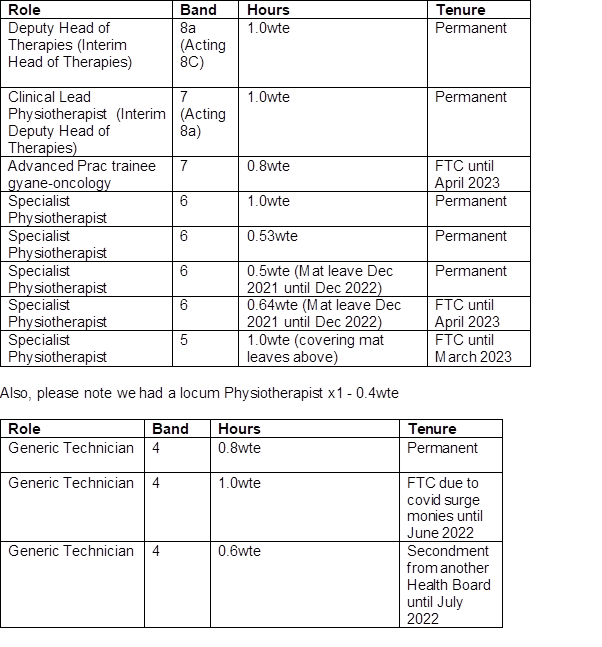 Role Band Hours Tenure
Deputy Head of 8a 1.0wte Permanent
Therapies (Interim (Acting
Head of Therapies) 8C)
Clinical Lead 7 1.0wte Permanent
Physiotherapist (Interim (Acting
Deputy Head of 8a)
Therapies)
Advanced Prac trainee 7 0.8wte FTC until
gyane-oncology April 2023
Specialist 6 1.0wte Permanent
Physiotherapist
Specialist 6 0.53wte Permanent
Physiotherapist
Specialist 6 0.5wte (Mat leave Dec Permanent
Physiotherapist 2021 until Dec 2022)
Specialist 6 0.64wte (Mat leave Dec FTC until
Physiotherapist 2021 until Dec 2022) April 2023
Specialist 5 1.0wte (covering mat FTC until
Physiotherapist leaves above) March 2023
Also, please note we had a locum Physiotherapist x1 - 0.4wte
Role Band Hours Tenure
Generic Technician 4 0.8wte Permanent
Generic Technician 4 1.0wte FTC due to
covid surge
monies until
June 2022
Generic Technician 4 0.6wte Secondment
from another
Health Board
until July
2022